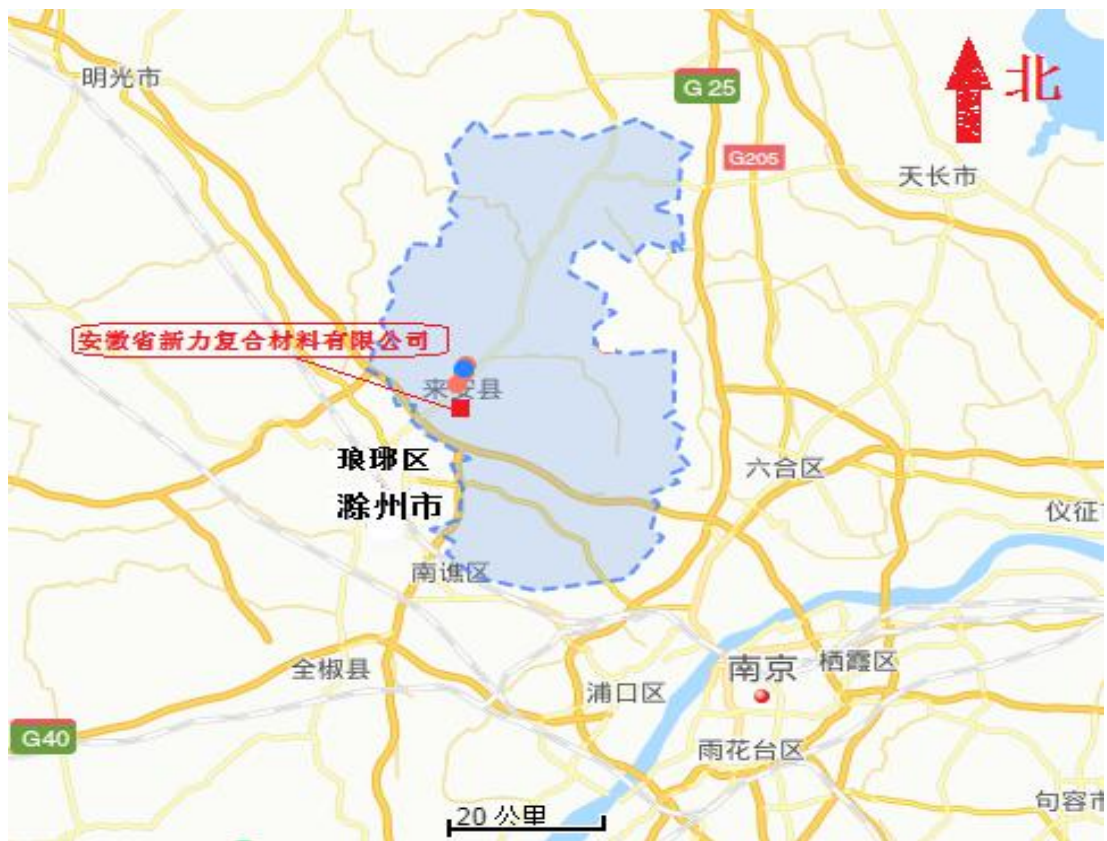 明光市
G 25
北
G205
天长市
安徽省新力复合材料有限公司
来安县
琅琊区
六合区
滁州市
仪征市
南谯区
全椒县
南京
栖霞区
浦口区
G40
雨花台区
句容市
20 公里